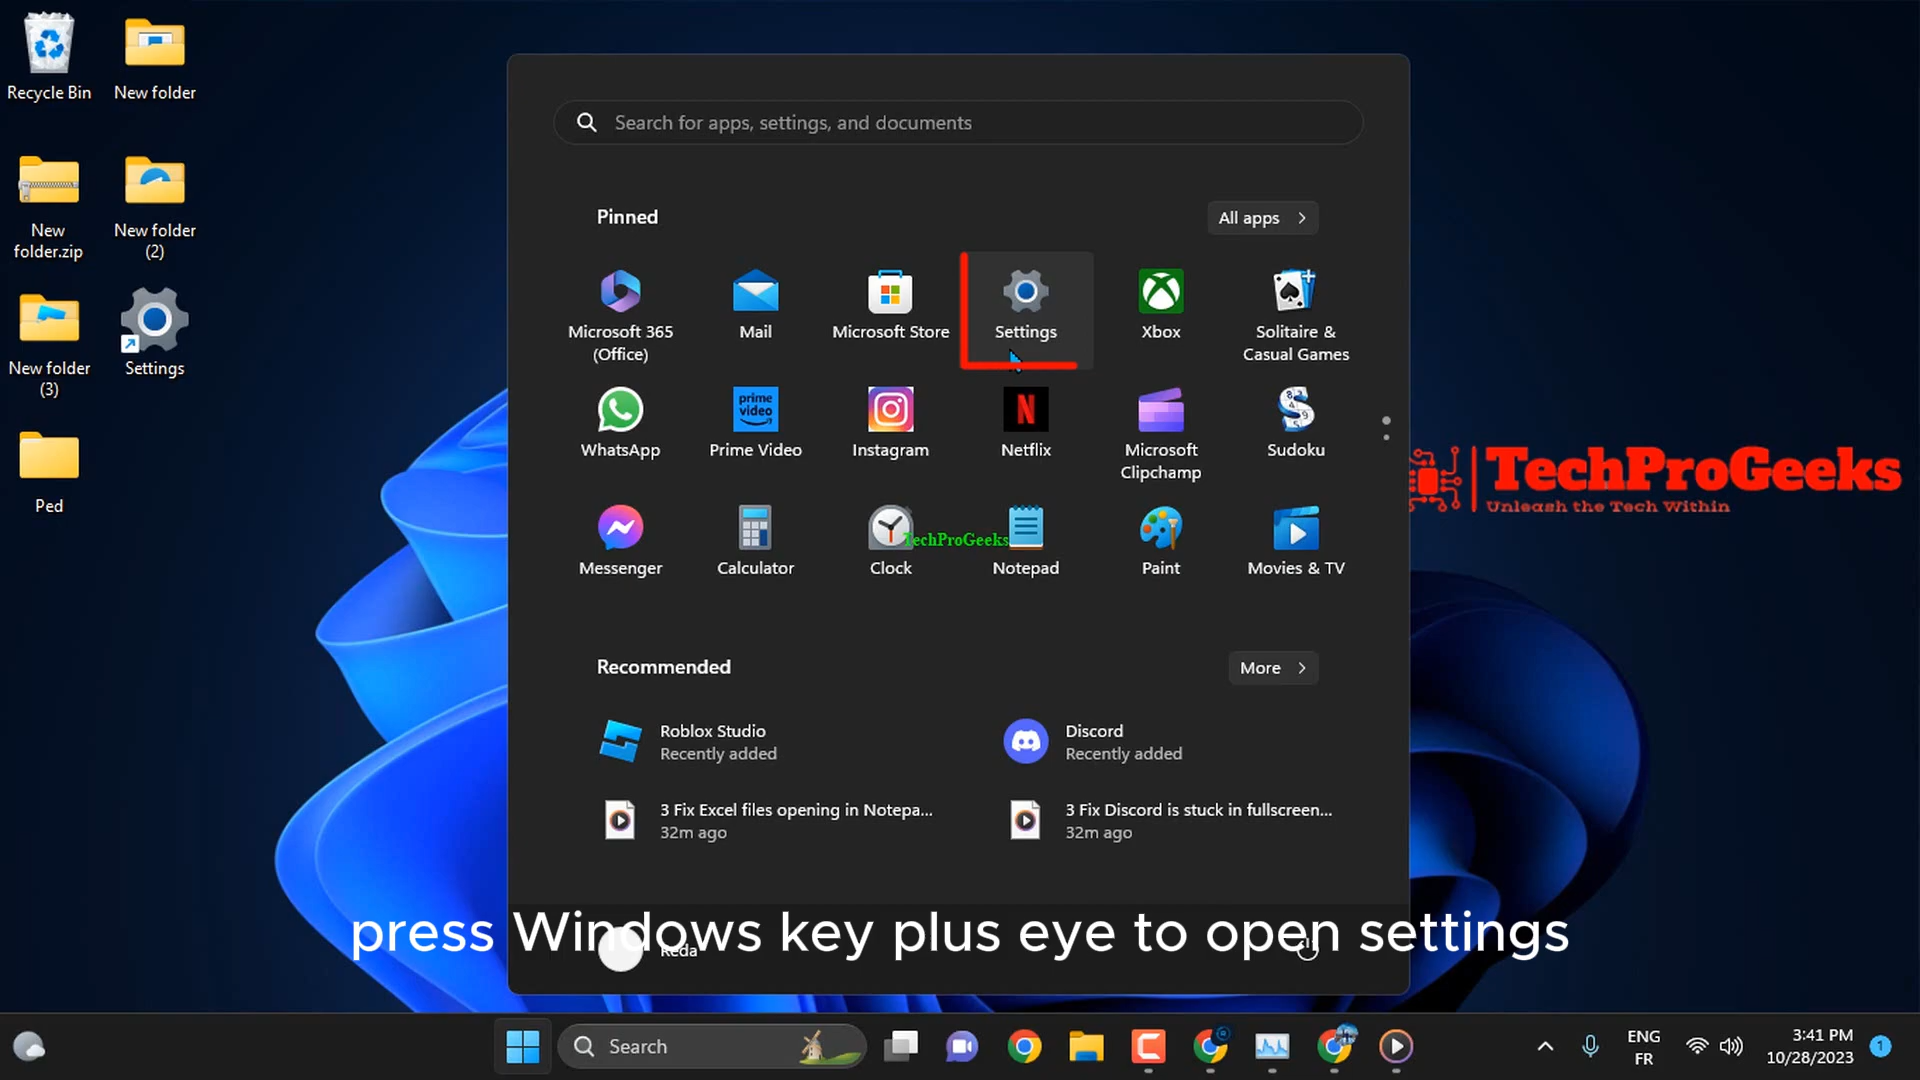 Recycle Bin
New folder
New
folder.zip
New folder
(2)
New folder
(3)
Settings
Ped
Search for apps, settings, and documents
Pinned
All apps
Microsoft 365
(Office)
Mail
Microsoft Store
Settings
Xbox
Solitaire &
Casual Games
WhatsApp
prime
video
Prime Video
Instagram
N
Netflix
Microsoft
Clipchamp
Sudoku
Messenger
Calculator
Clock
TechProGeeks
Notepad
Paint
Movies & TV
TechProGeeks
Unleash the Tech Within
Recommended
More
Roblox Studio
Recently added
Discord
Recently added
3 Fix Excel files opening in Notepa...
32m ago
3 Fix Discord is stuck in fullscreen...
32m ago
press Windows key plus eye to open settings
Reda
Search
ENG
FR
3:41 PM
10/28/2023
1